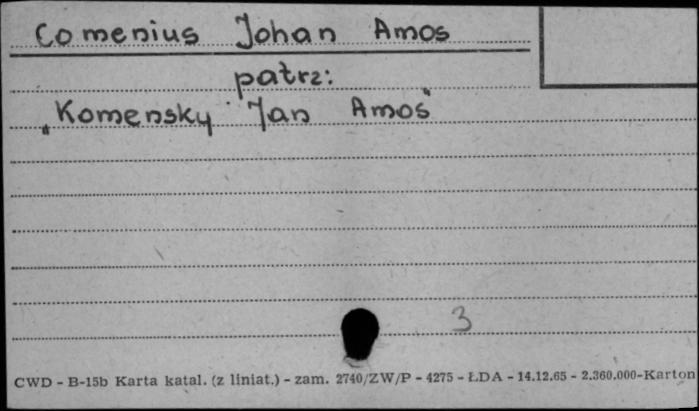 Comenius Johan Amos
patrz:
„Komensky Jan Amos"
3
CWD - B-15b Karta katal. (z liniat.) - zam. 2740/ZW/P - 4275 - ŁDA - 14.12.65 - 2.360.000-Karton